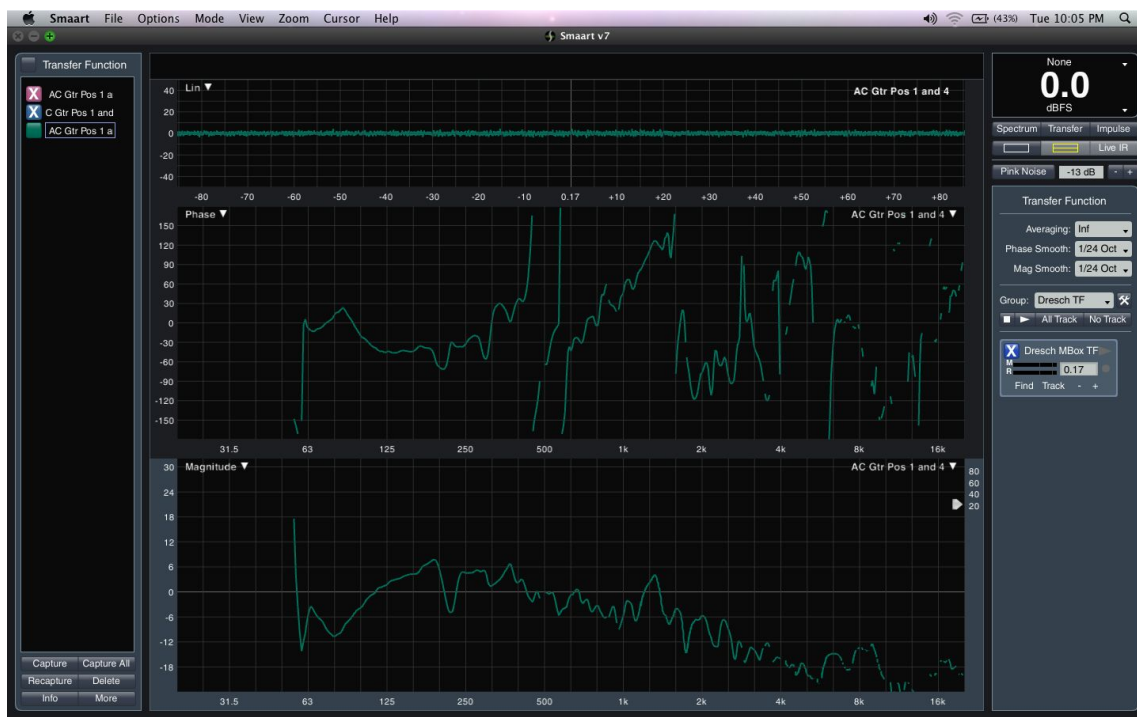 Smaart File Options Mode View Zoom Cursor Help (43%) Tue 10:05 PM
Smaart v7
Transfer Function
AC Gtr Pos 1 a
C Gtr Pos 1 and
AC Gtr Pos 1 a
Capture Capture All
Recapture Delete
Info More
Lin ▼ AC Gtr Pos 1 and 4
40
20
0
-20
-40
-80 -70 -60 -50 -40 -30 -20 -10 0.17 +10 +20 +30 +40 +50 +60 +70 +80
Phase ▼ AC Gtr Pos 1 and 4 ▼
150
120
90
60
30
0
-30
-60
-90
-120
-150
31.5 63 125 250 500 1k 2k 4k 8k 16k
Magnitude ▼ AC Gtr Pos 1 and 4 ▼
30
24
18
12
6
0
-6
-12
-18
80
60
40
20
31.5 63 125 250 500 1k 2k 4k 8k 16k
None
0.0
dBFS
Spectrum Transfer Impulse
Live IR
Pink Noise -13 dB - +
Transfer Function
Averaging: Inf
Phase Smooth: 1/24 Oct
Mag Smooth: 1/24 Oct
Group: Dresch TF
All Track No Track
X Dresch MBox TF
M
R 0.17
Find Track - +